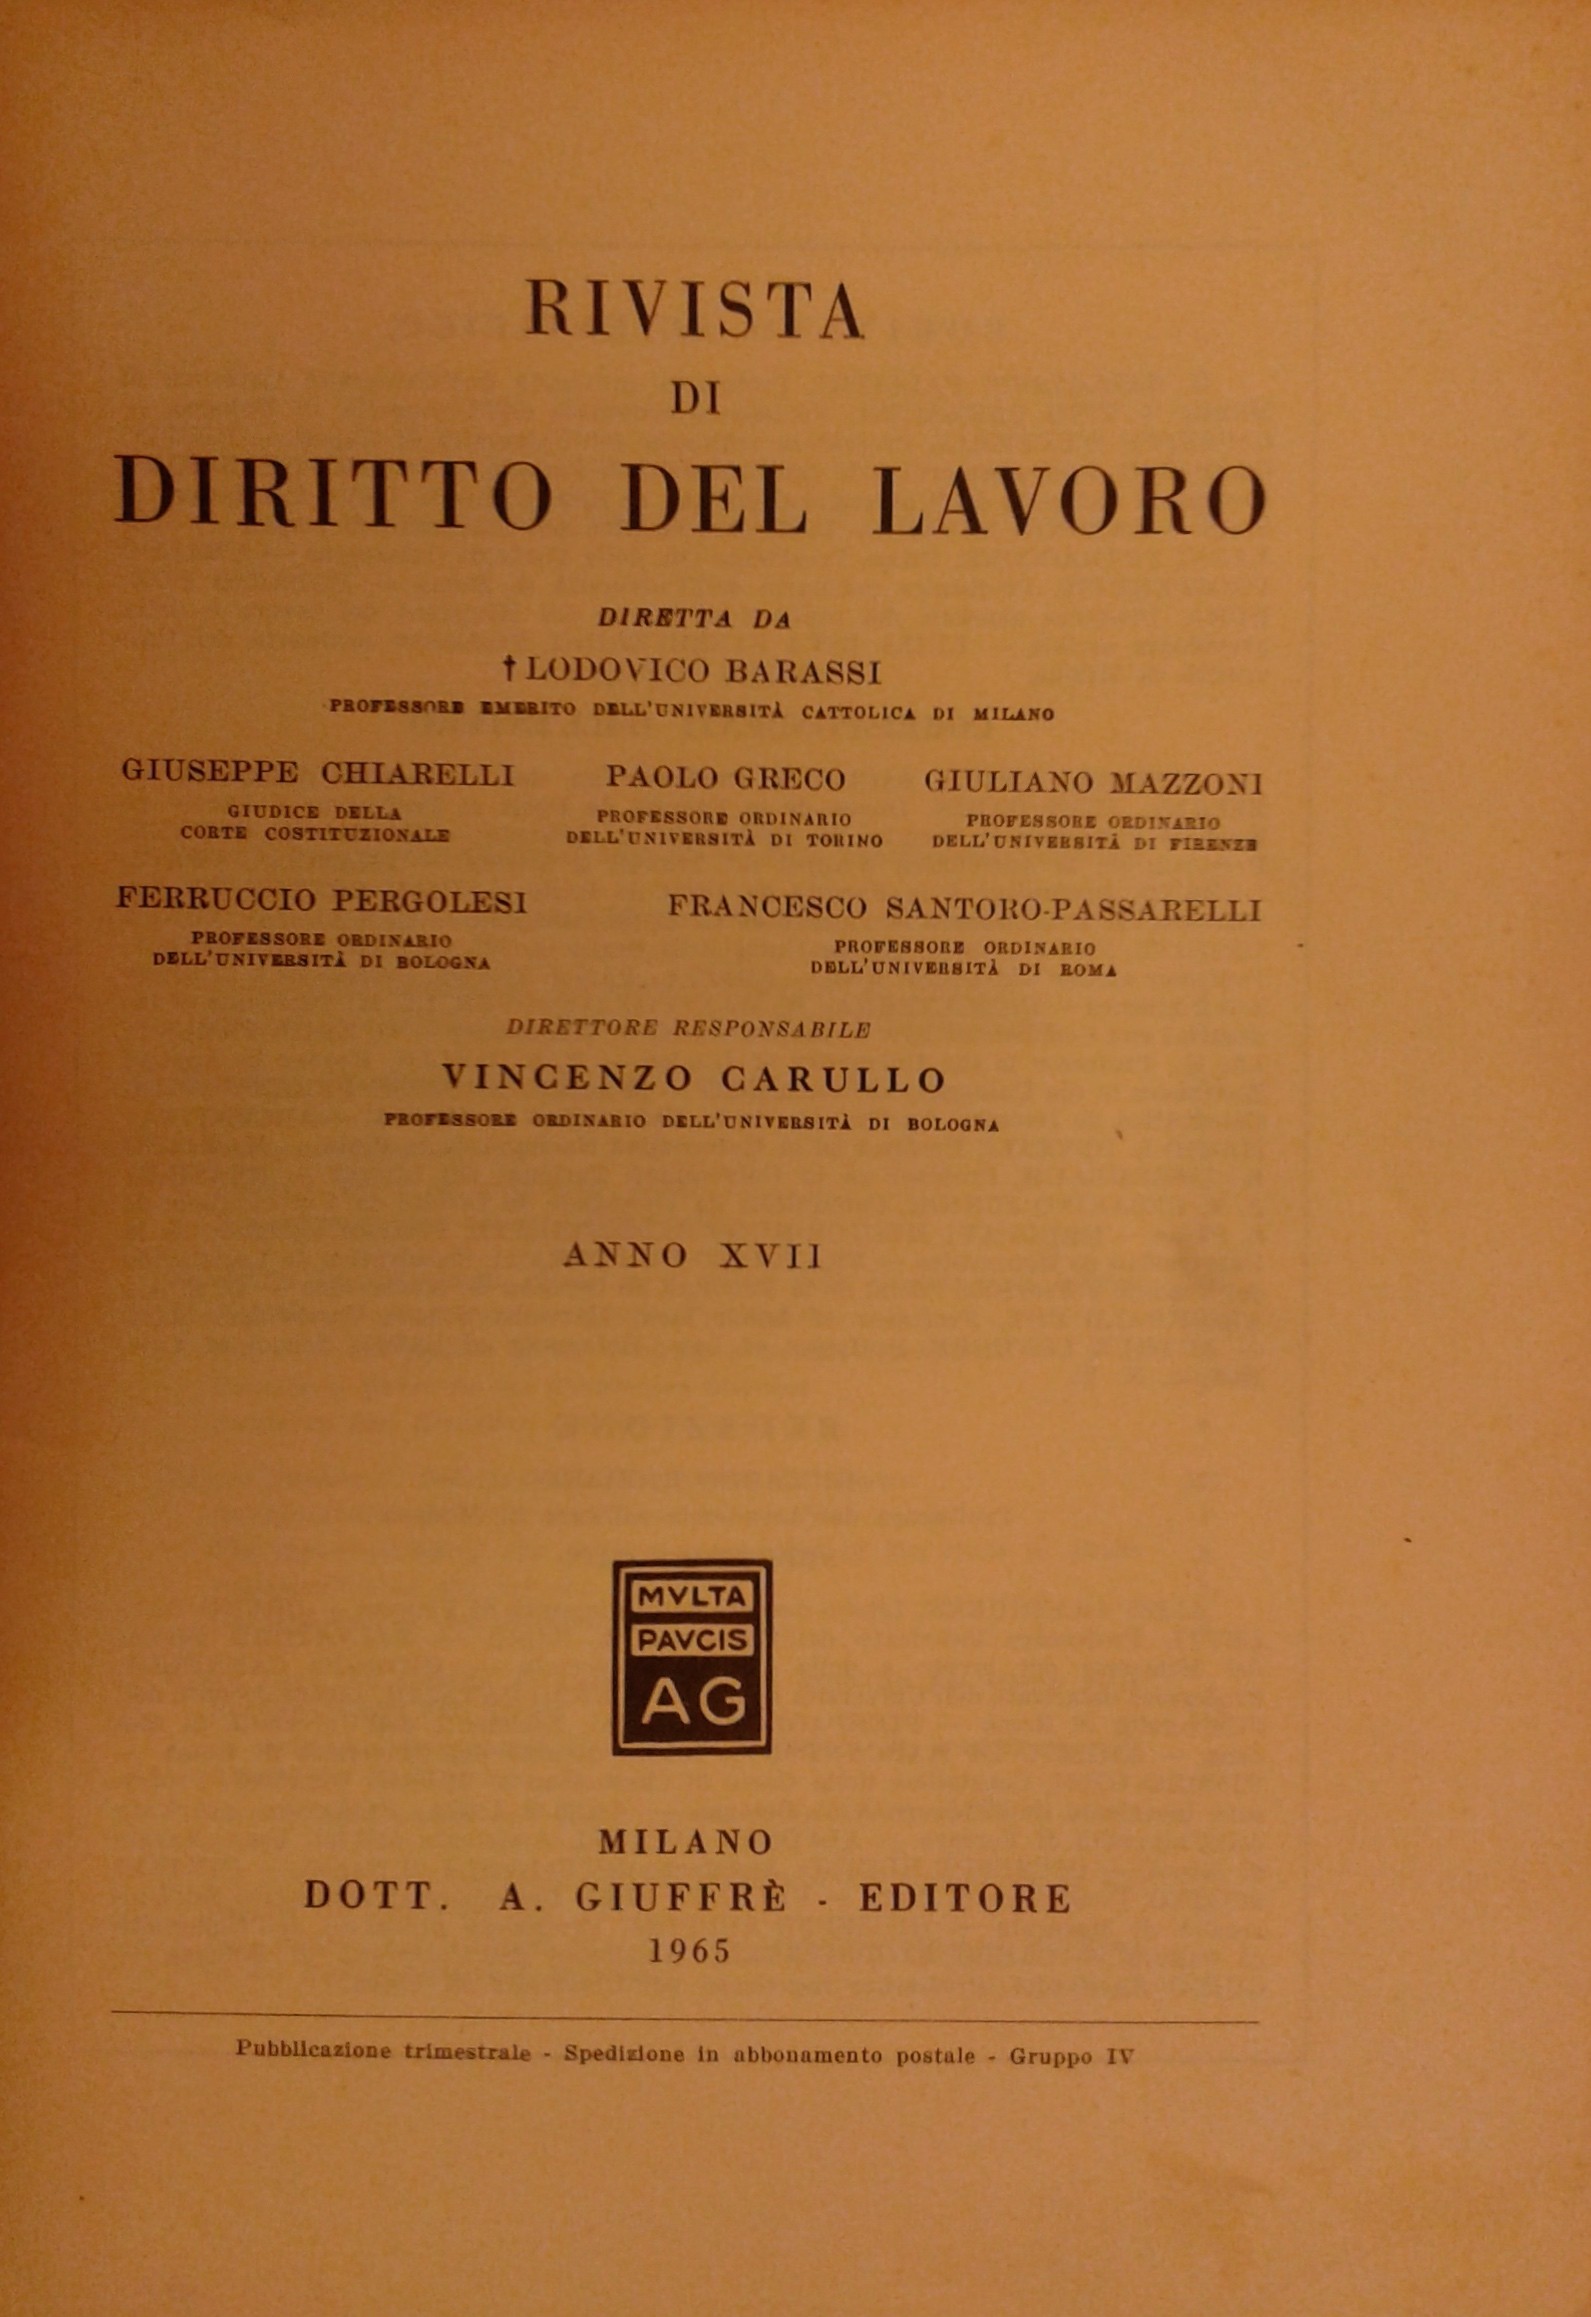 RIVISTA
DI
DIRITTO DEL LAVORO
DIRETTA DA
† LODOVICO BARASSI
PROFESSORE EMERITO DELL'UNIVERSITÀ CATTOLICA DI MILANO
GIUSEPPE CHIARELLI PAOLO GRECO GIULIANO MAZZONI
GIUDICE DELLA PROFESSORE ORDINARIO PROFESSORE ORDINARIO
CORTE COSTITUZIONALE DELL'UNIVERSITÀ DI TORINO DELL'UNIVERSITÀ DI FIRENZE
FERRUCCIO PERGOLESI FRANCESCO SANTORO-PASSARELLI
PROFESSORE ORDINARIO PROFESSORE ORDINARIO
DELL'UNIVERSITÀ DI BOLOGNA DELL'UNIVERSITÀ DI ROMA
DIRETTORE RESPONSABILE
VINCENZO CARULLO
PROFESSORE ORDINARIO DELL'UNIVERSITÀ DI BOLOGNA
ANNO XVII
MVLTA
PAVCIS
AG
MILANO
DOTT. A. GIUFFRÈ - EDITORE
1965
Pubblicazione trimestrale - Spedizione in abbonamento postale - Gruppo IV